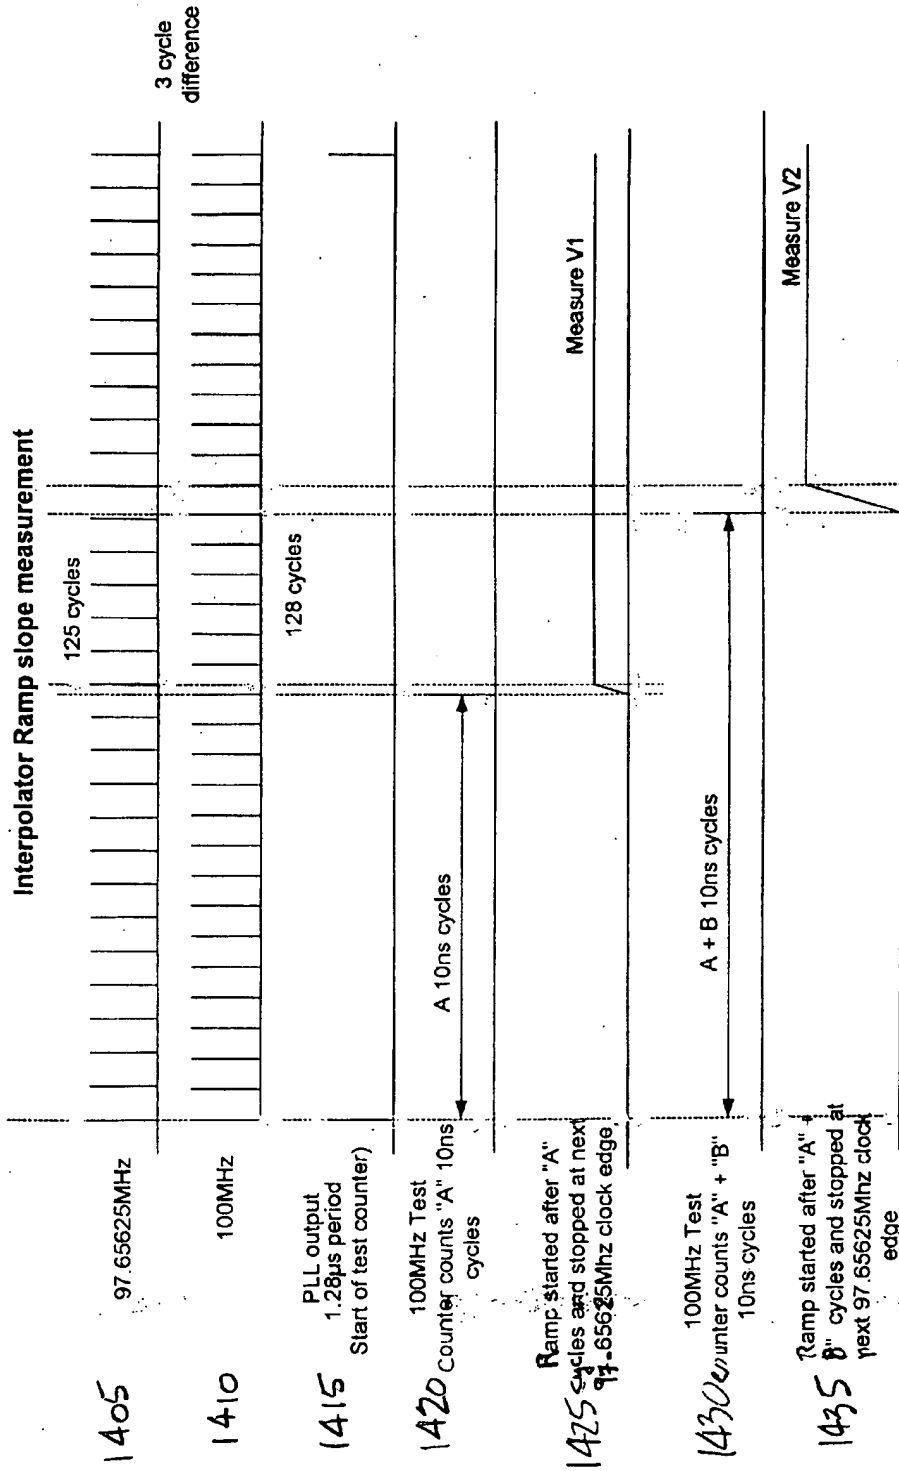 Interpolator Ramp slope measurement
1405
97.65625MHz
125 cycles
3 cycle
difference
1410
100MHz
128 cycles
1415
PLL output
1.28µs period
Start of test counter)
1420
100MHz Test
Counter counts "A" 10ns
cycles
A 10ns cycles
1425
Ramp started after "A"
cycles and stopped at next
97.65625Mhz clock edge
Measure V1
1430
100MHz Test
counter counts "A" + "B"
10ns cycles
A + B 10ns cycles
1435
Ramp started after "A" +
B" cycles and stopped at
next 97.65625Mhz clock
edge
Measure V2